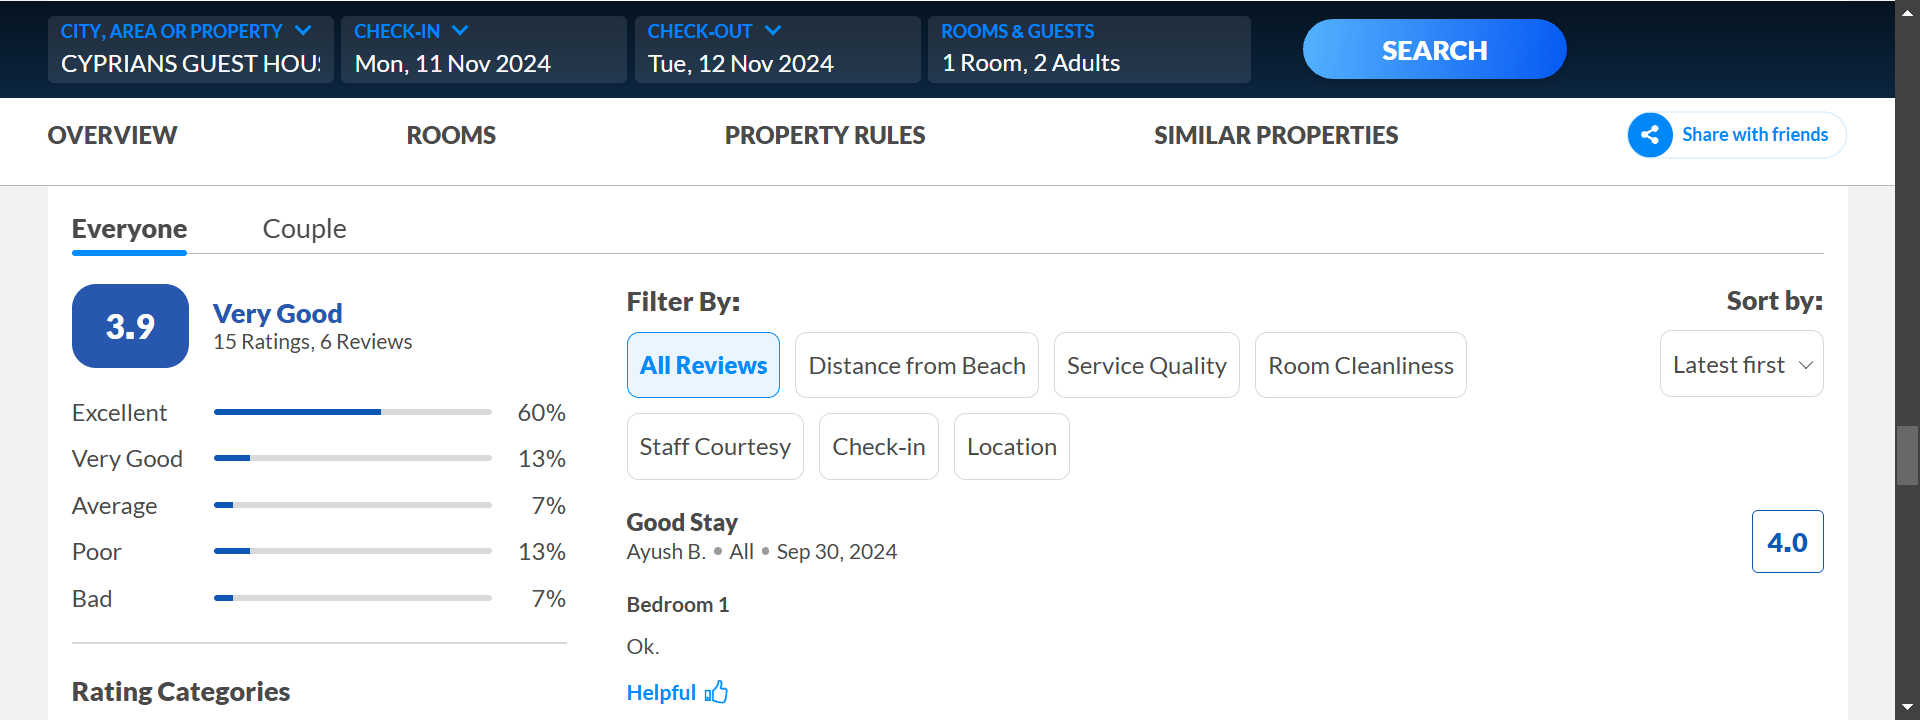 CITY, AREA OR PROPERTY
CYPRIANS GUEST HOU
CHECK-IN
Mon, 11 Nov 2024
CHECK-OUT
Tue, 12 Nov 2024
ROOMS & GUESTS
1 Room, 2 Adults
SEARCH
OVERVIEW
ROOMS
PROPERTY RULES
SIMILAR PROPERTIES
Share with friends
Everyone
Couple
3.9
Very Good
15 Ratings, 6 Reviews
Excellent 60%
Very Good 13%
Average 7%
Poor 13%
Bad 7%
Rating Categories
Filter By:
All Reviews
Distance from Beach
Service Quality
Room Cleanliness
Staff Courtesy
Check-in
Location
Sort by:
Latest first
Good Stay
Ayush B. • All • Sep 30, 2024
4.0
Bedroom 1
Ok.
Helpful